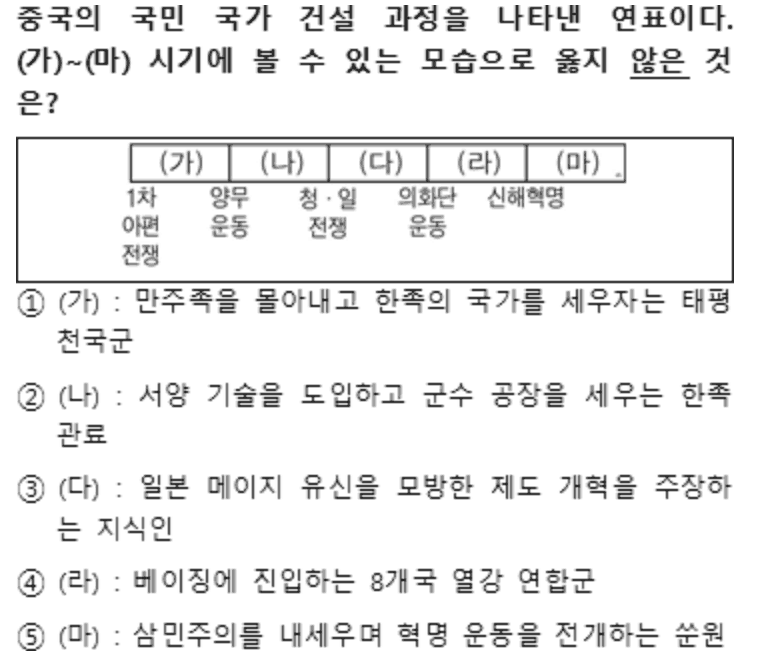 중국의 국민 국가 건설 과정을 나타낸 연표이다.
(가)~(마) 시기에 볼 수 있는 모습으로 옳지 않은 것
은?
(가) (나) (다) (라) (마)
1차 양무 청·일 의화단 신해혁명
아편 운동 전쟁 운동
전쟁
① (가) : 만주족을 몰아내고 한족의 국가를 세우자는 태평
천국군
② (나) : 서양 기술을 도입하고 군수 공장을 세우는 한족
관료
③ (다) : 일본 메이지 유신을 모방한 제도 개혁을 주장하
는 지식인
④ (라) : 베이징에 진입하는 8개국 열강 연합군
⑤ (마) : 삼민주의를 내세우며 혁명 운동을 전개하는 쑨원